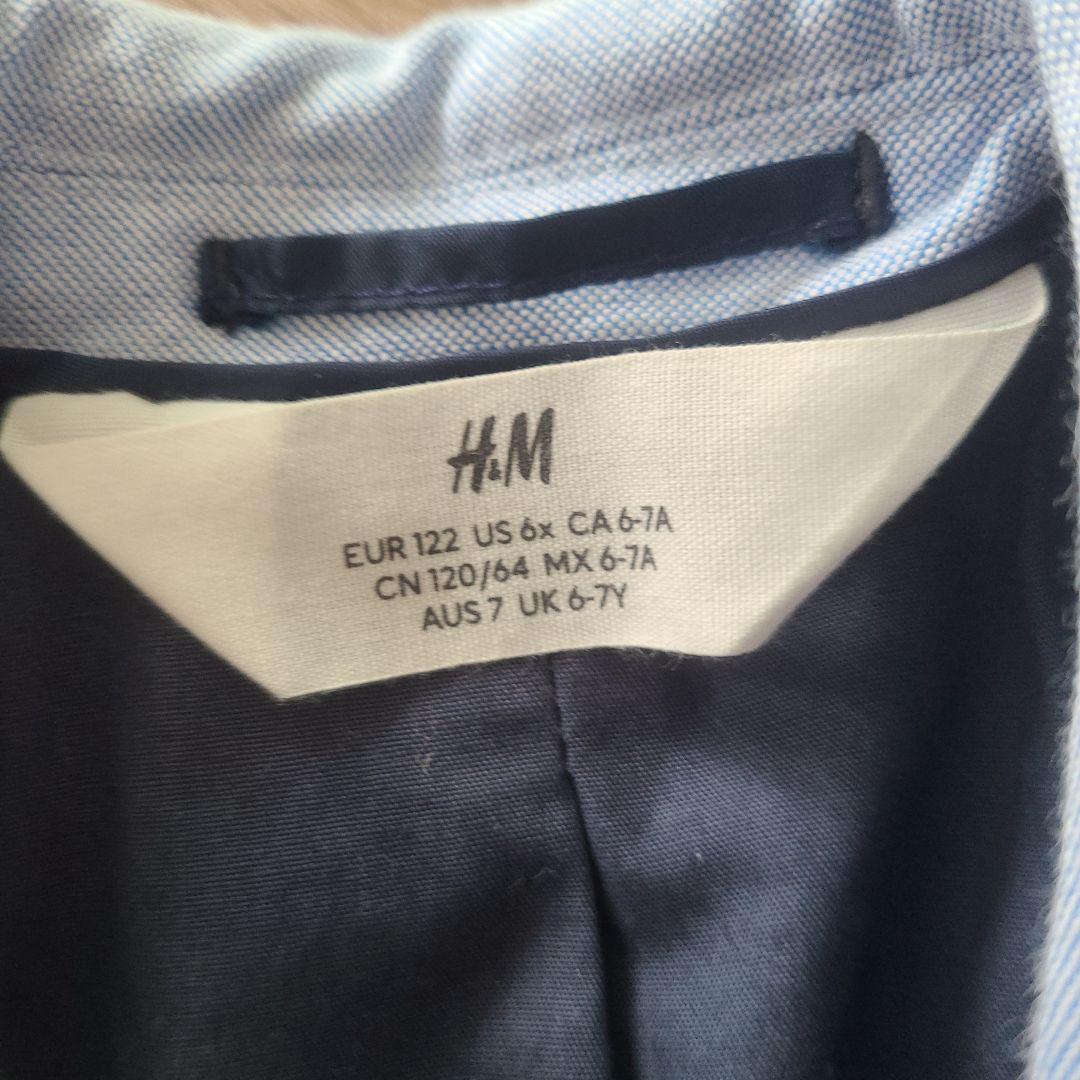 H&M
EUR 122 US 6x CA 6-7A
CN 120/64 MX 6-7A
AUS 7 UK 6-7Y